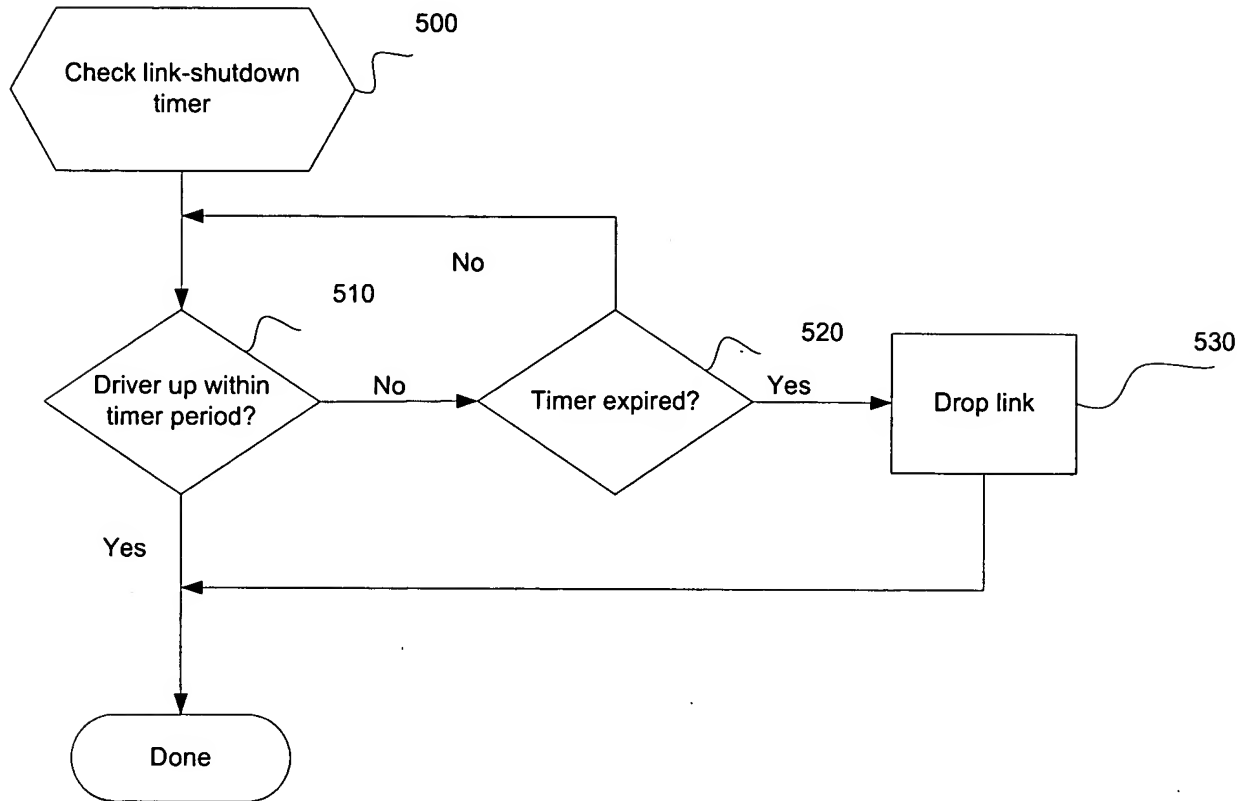 500
Check link-shutdown
timer
No
510
520
530
Driver up within
timer period?
No
Timer expired?
Yes
Drop link
Yes
Done